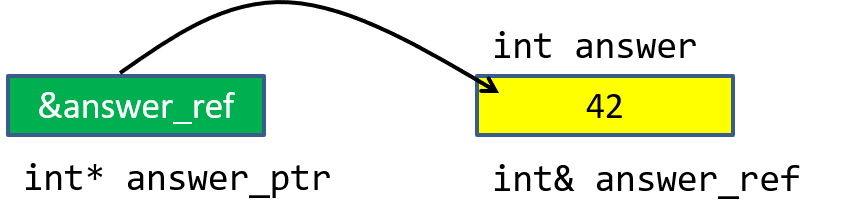 int answer
&answer_ref
42
int* answer_ptr
int& answer_ref